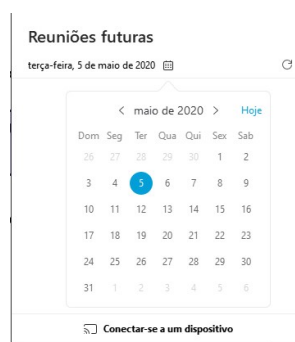 Reuniões futuras
terça-feira, 5 de maio de 2020
< maio de 2020 > Hoje
Dom Seg Ter Qua Qui Sex Sab
26 27 28 29 30 1 2
3 4 5 6 7 8 9
10 11 12 13 14 15 16
17 18 19 20 21 22 23
24 25 26 27 28 29 30
31 1 2 3 4 5 6
Conectar-se a um dispositivo